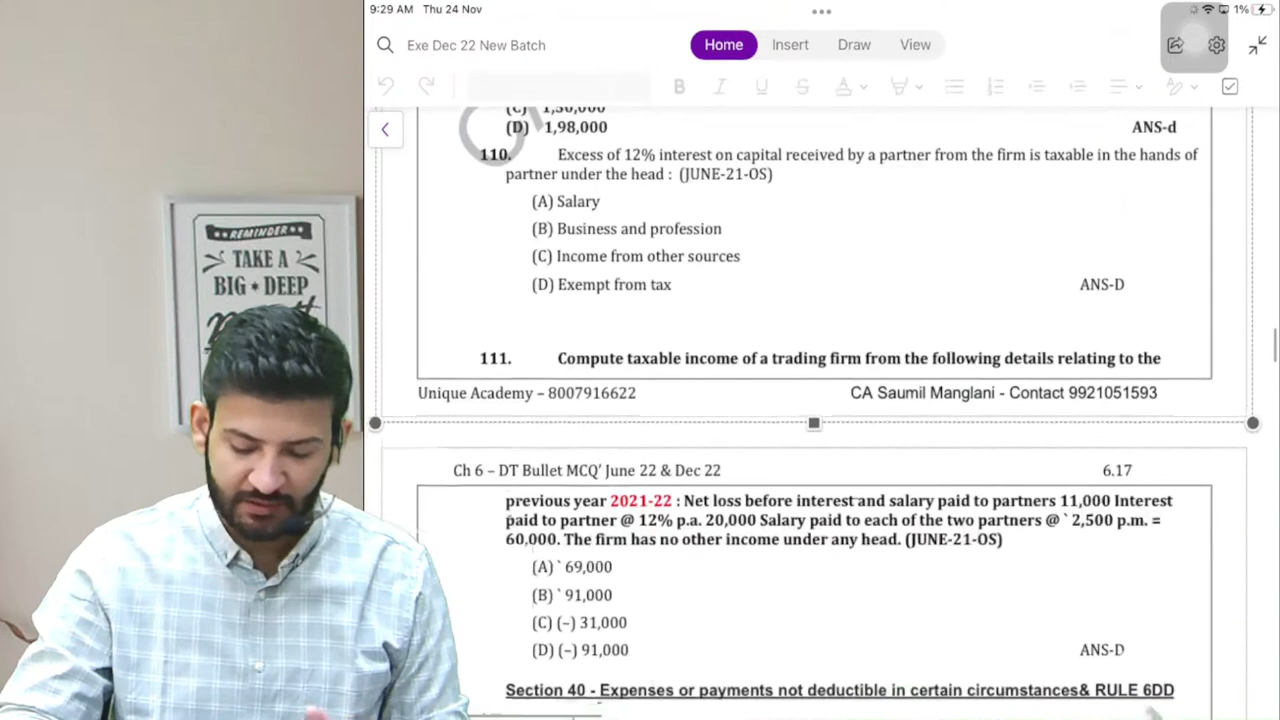 9:29 AM Thu 24 Nov
1%
Exe Dec 22 New Batch
Home Insert Draw View
B I U S A
(C) 1,50,000
(D) 1,98,000 ANS-d
110. Excess of 12% interest on capital received by a partner from the firm is taxable in the hands of
partner under the head : (JUNE-21-OS)
(A) Salary
(B) Business and profession
(C) Income from other sources
(D) Exempt from tax ANS-D
111. Compute taxable income of a trading firm from the following details relating to the
Unique Academy – 8007916622 CA Saumil Manglani - Contact 9921051593
Ch 6 – DT Bullet MCQ' June 22 & Dec 22 6.17
previous year 2021-22 : Net loss before interest and salary paid to partners 11,000 Interest
paid to partner @ 12% p.a. 20,000 Salary paid to each of the two partners @ ` 2,500 p.m. =
60,000. The firm has no other income under any head. (JUNE-21-OS)
(A) ` 69,000
(B) ` 91,000
(C) (–) 31,000
(D) (–) 91,000 ANS-D
Section 40 - Expenses or payments not deductible in certain circumstances& RULE 6DD
REMINDER
TAKE A
BIG DEEP